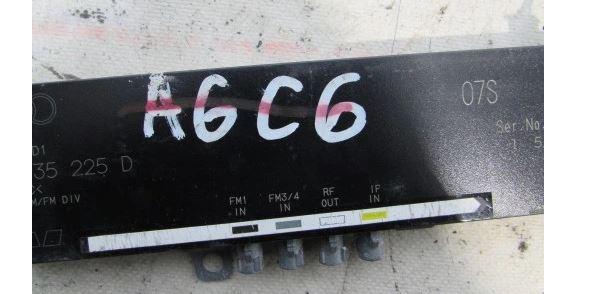 A6C6
07S
Ser.No.
1 5
D1
35 225 D
CK
M/FM DIV
FM1 IN
FM3/4 IN
RF OUT
IF IN